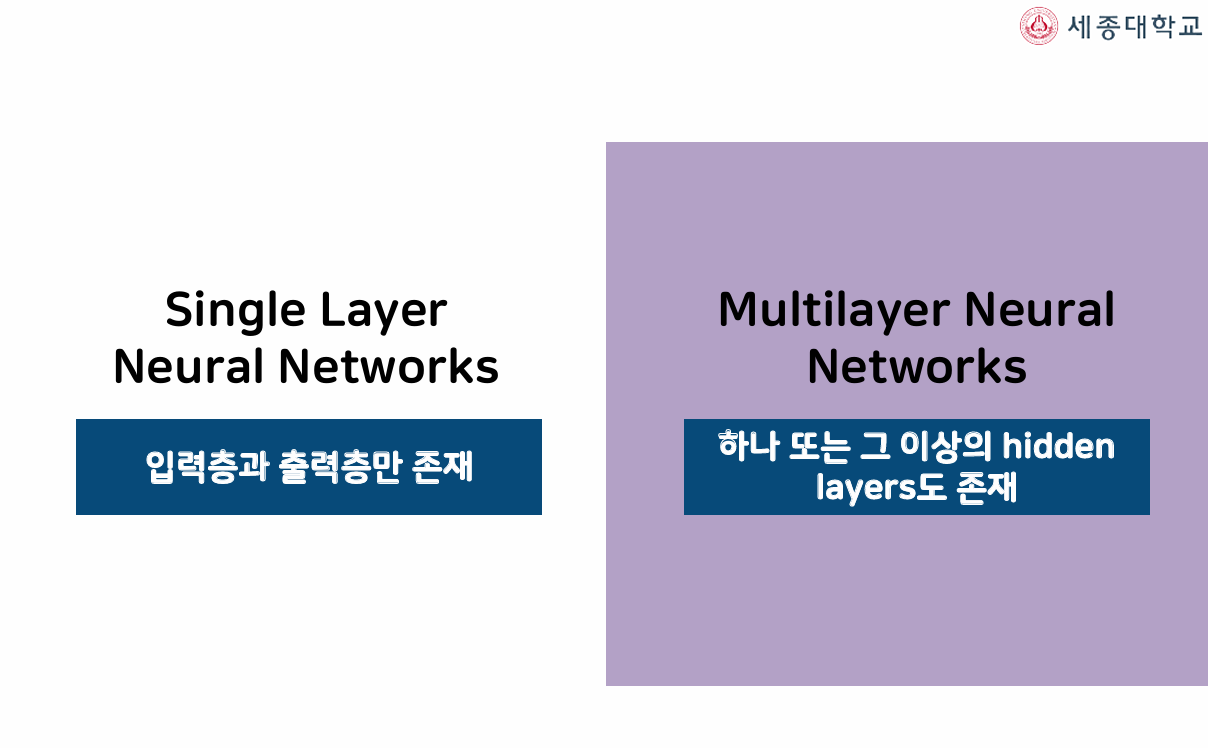 세종대학교
Single Layer
Neural Networks
입력층과 출력층만 존재
Multilayer Neural
Networks
하나 또는 그 이상의 hidden
layers도 존재